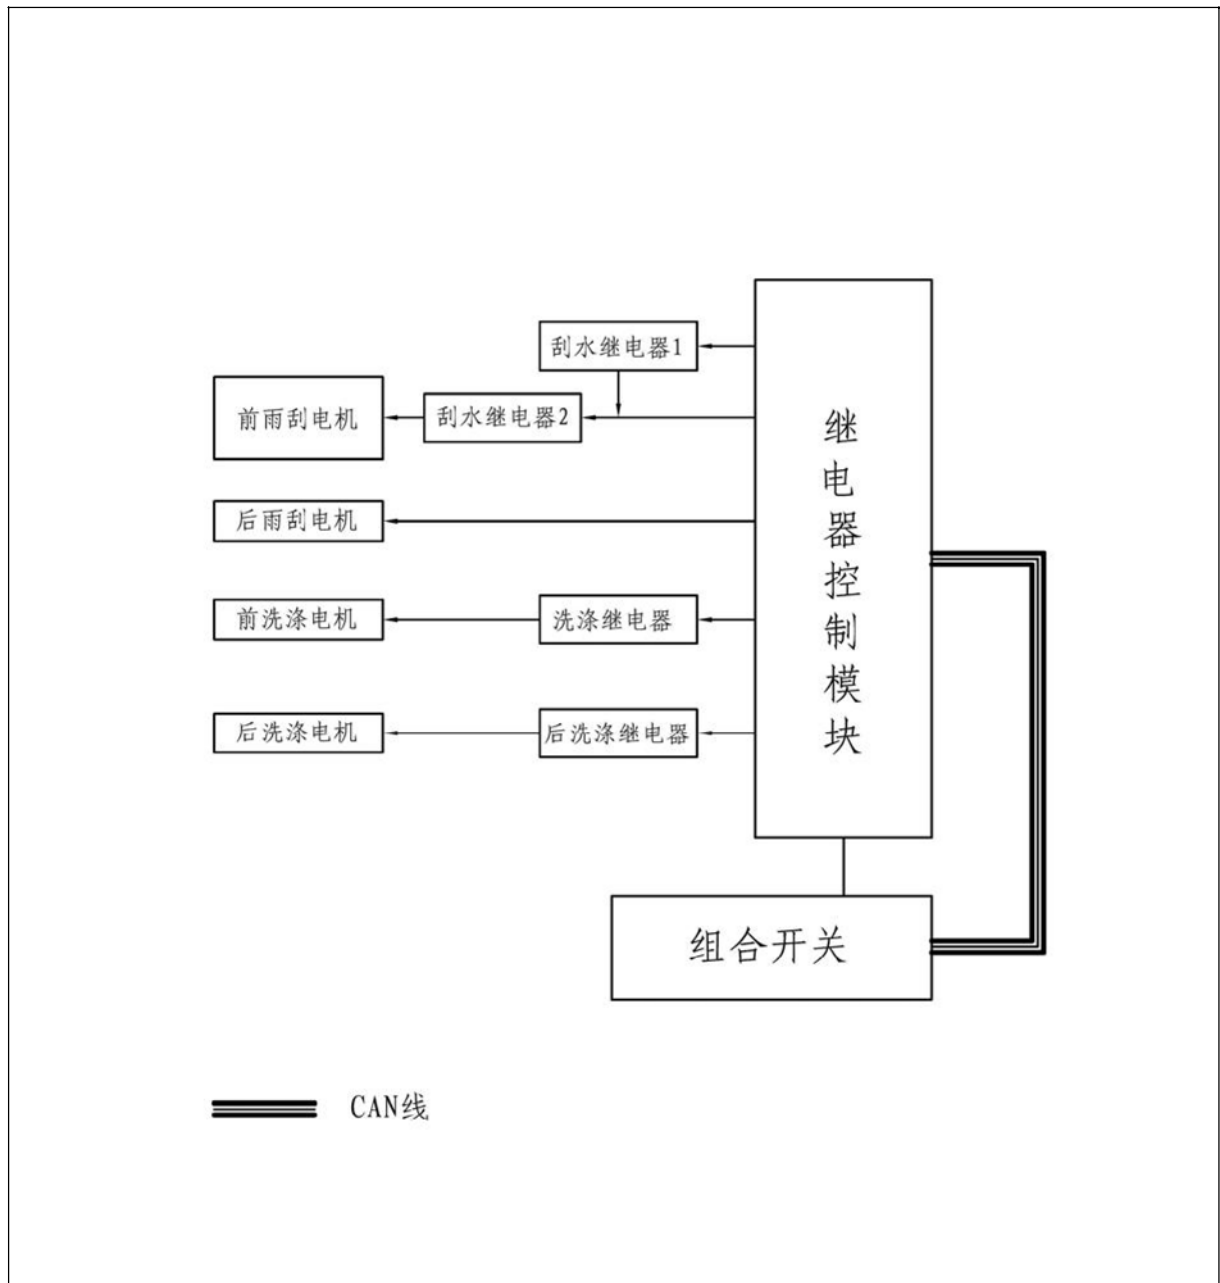 刮水继电器1
前雨刮电机
刮水继电器2
后雨刮电机
前洗涤电机
洗涤继电器
后洗涤电机
后洗涤继电器
继电器控制模块
组合开关
CAN线